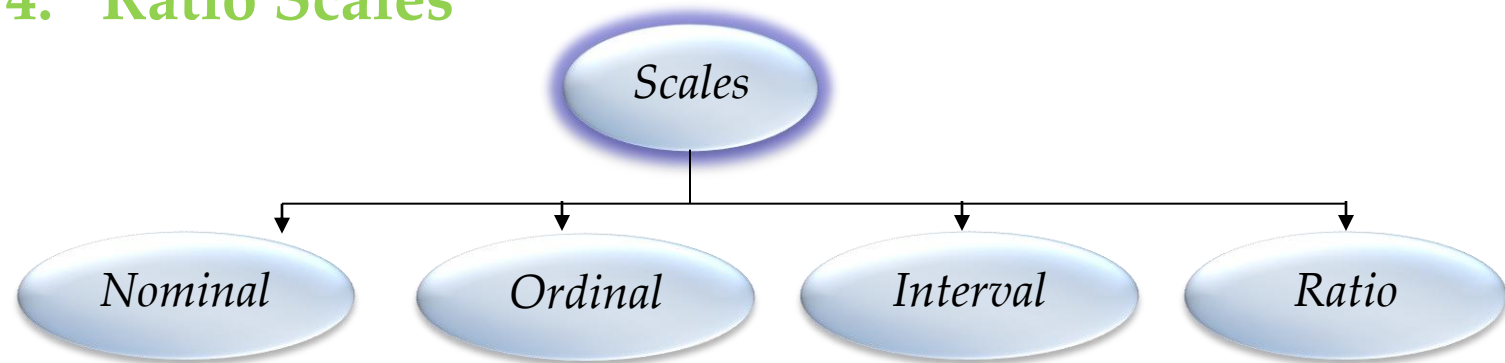 4. Ratio Scales
Scales
Nominal
Ordinal
Interval
Ratio